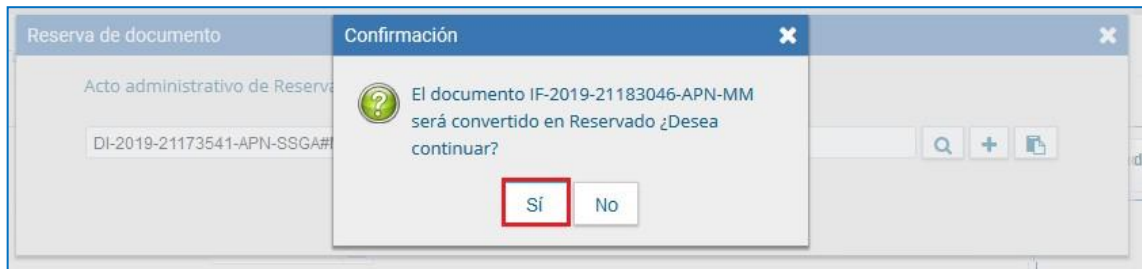 Reserva de documento
Confirmación
Acto administrativo de Reserva
El documento IF-2019-21183046-APN-MM
será convertido en Reservado ¿Desea
continuar?
DI-2019-21173541-APN-SSGA#
Sí
No